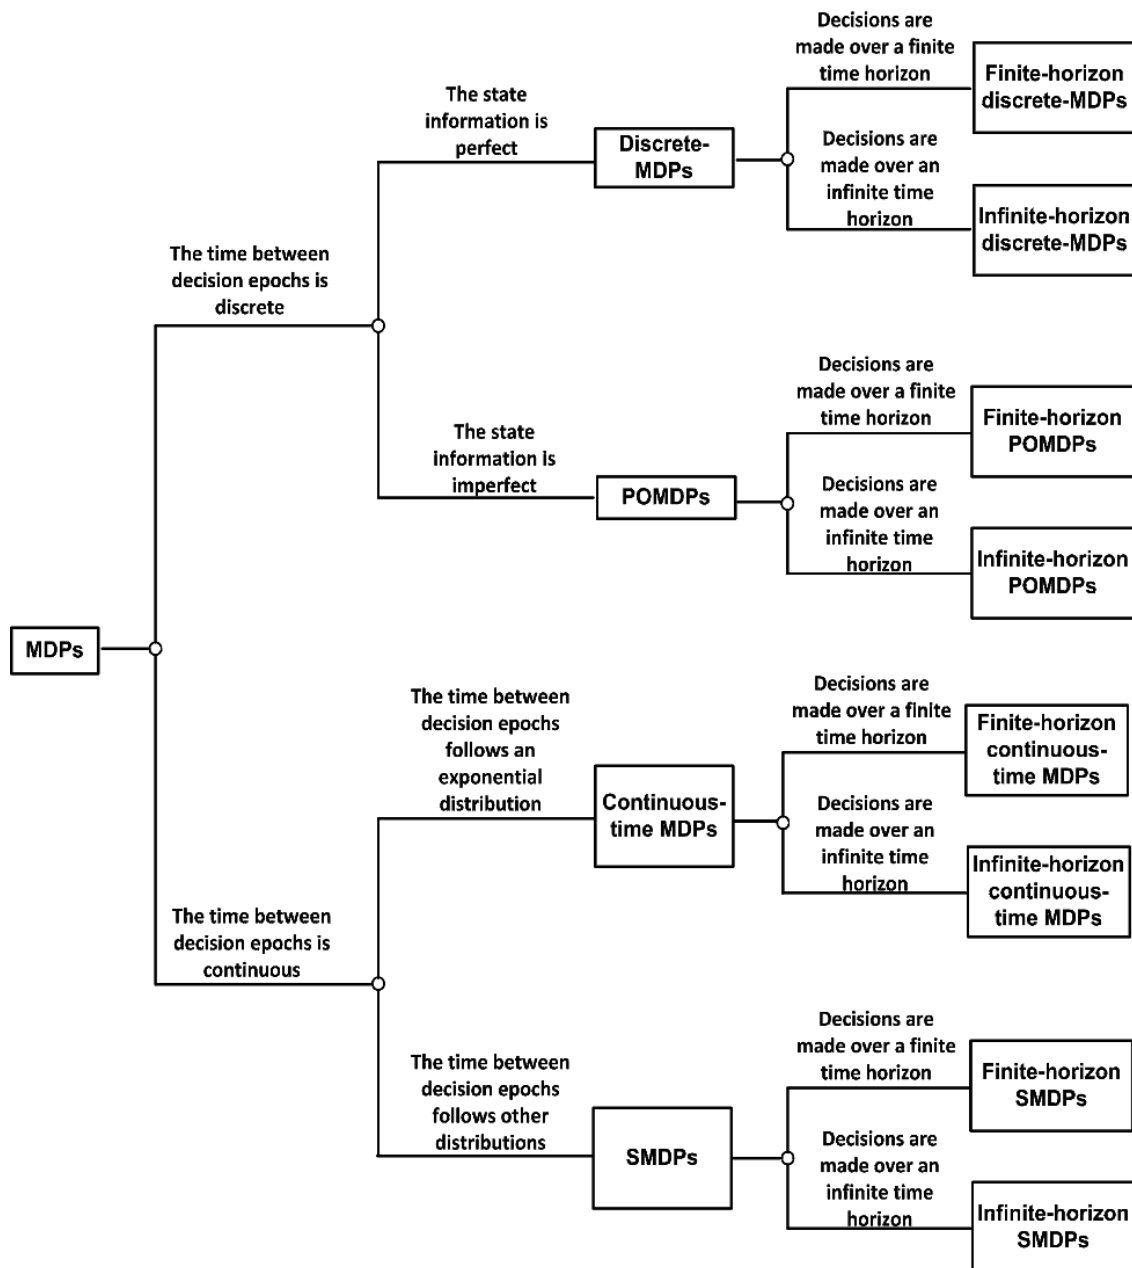 MDPs
The time between
decision epochs is
discrete
The state
information is
perfect
Discrete-
MDPs
Decisions are
made over a finite
time horizon
Finite-horizon
discrete-MDPs
Decisions are
made over an
infinite time
horizon
Infinite-horizon
discrete-MDPs
The state
information is
imperfect
POMDPs
Decisions are
made over a finite
time horizon
Finite-horizon
POMDPs
Decisions are
made over an
infinite time
horizon
Infinite-horizon
POMDPs
The time between
decision epochs is
continuous
The time between
decision epochs
follows an
exponential
distribution
Continuous-
time MDPs
Decisions are
made over a finite
time horizon
Finite-horizon
continuous-
time MDPs
Decisions are
made over an
infinite time
horizon
Infinite-horizon
continuous-
time MDPs
The time between
decision epochs
follows other
distributions
SMDPs
Decisions are
made over a finite
time horizon
Finite-horizon
SMDPs
Decisions are
made over an
infinite time
horizon
Infinite-horizon
SMDPs